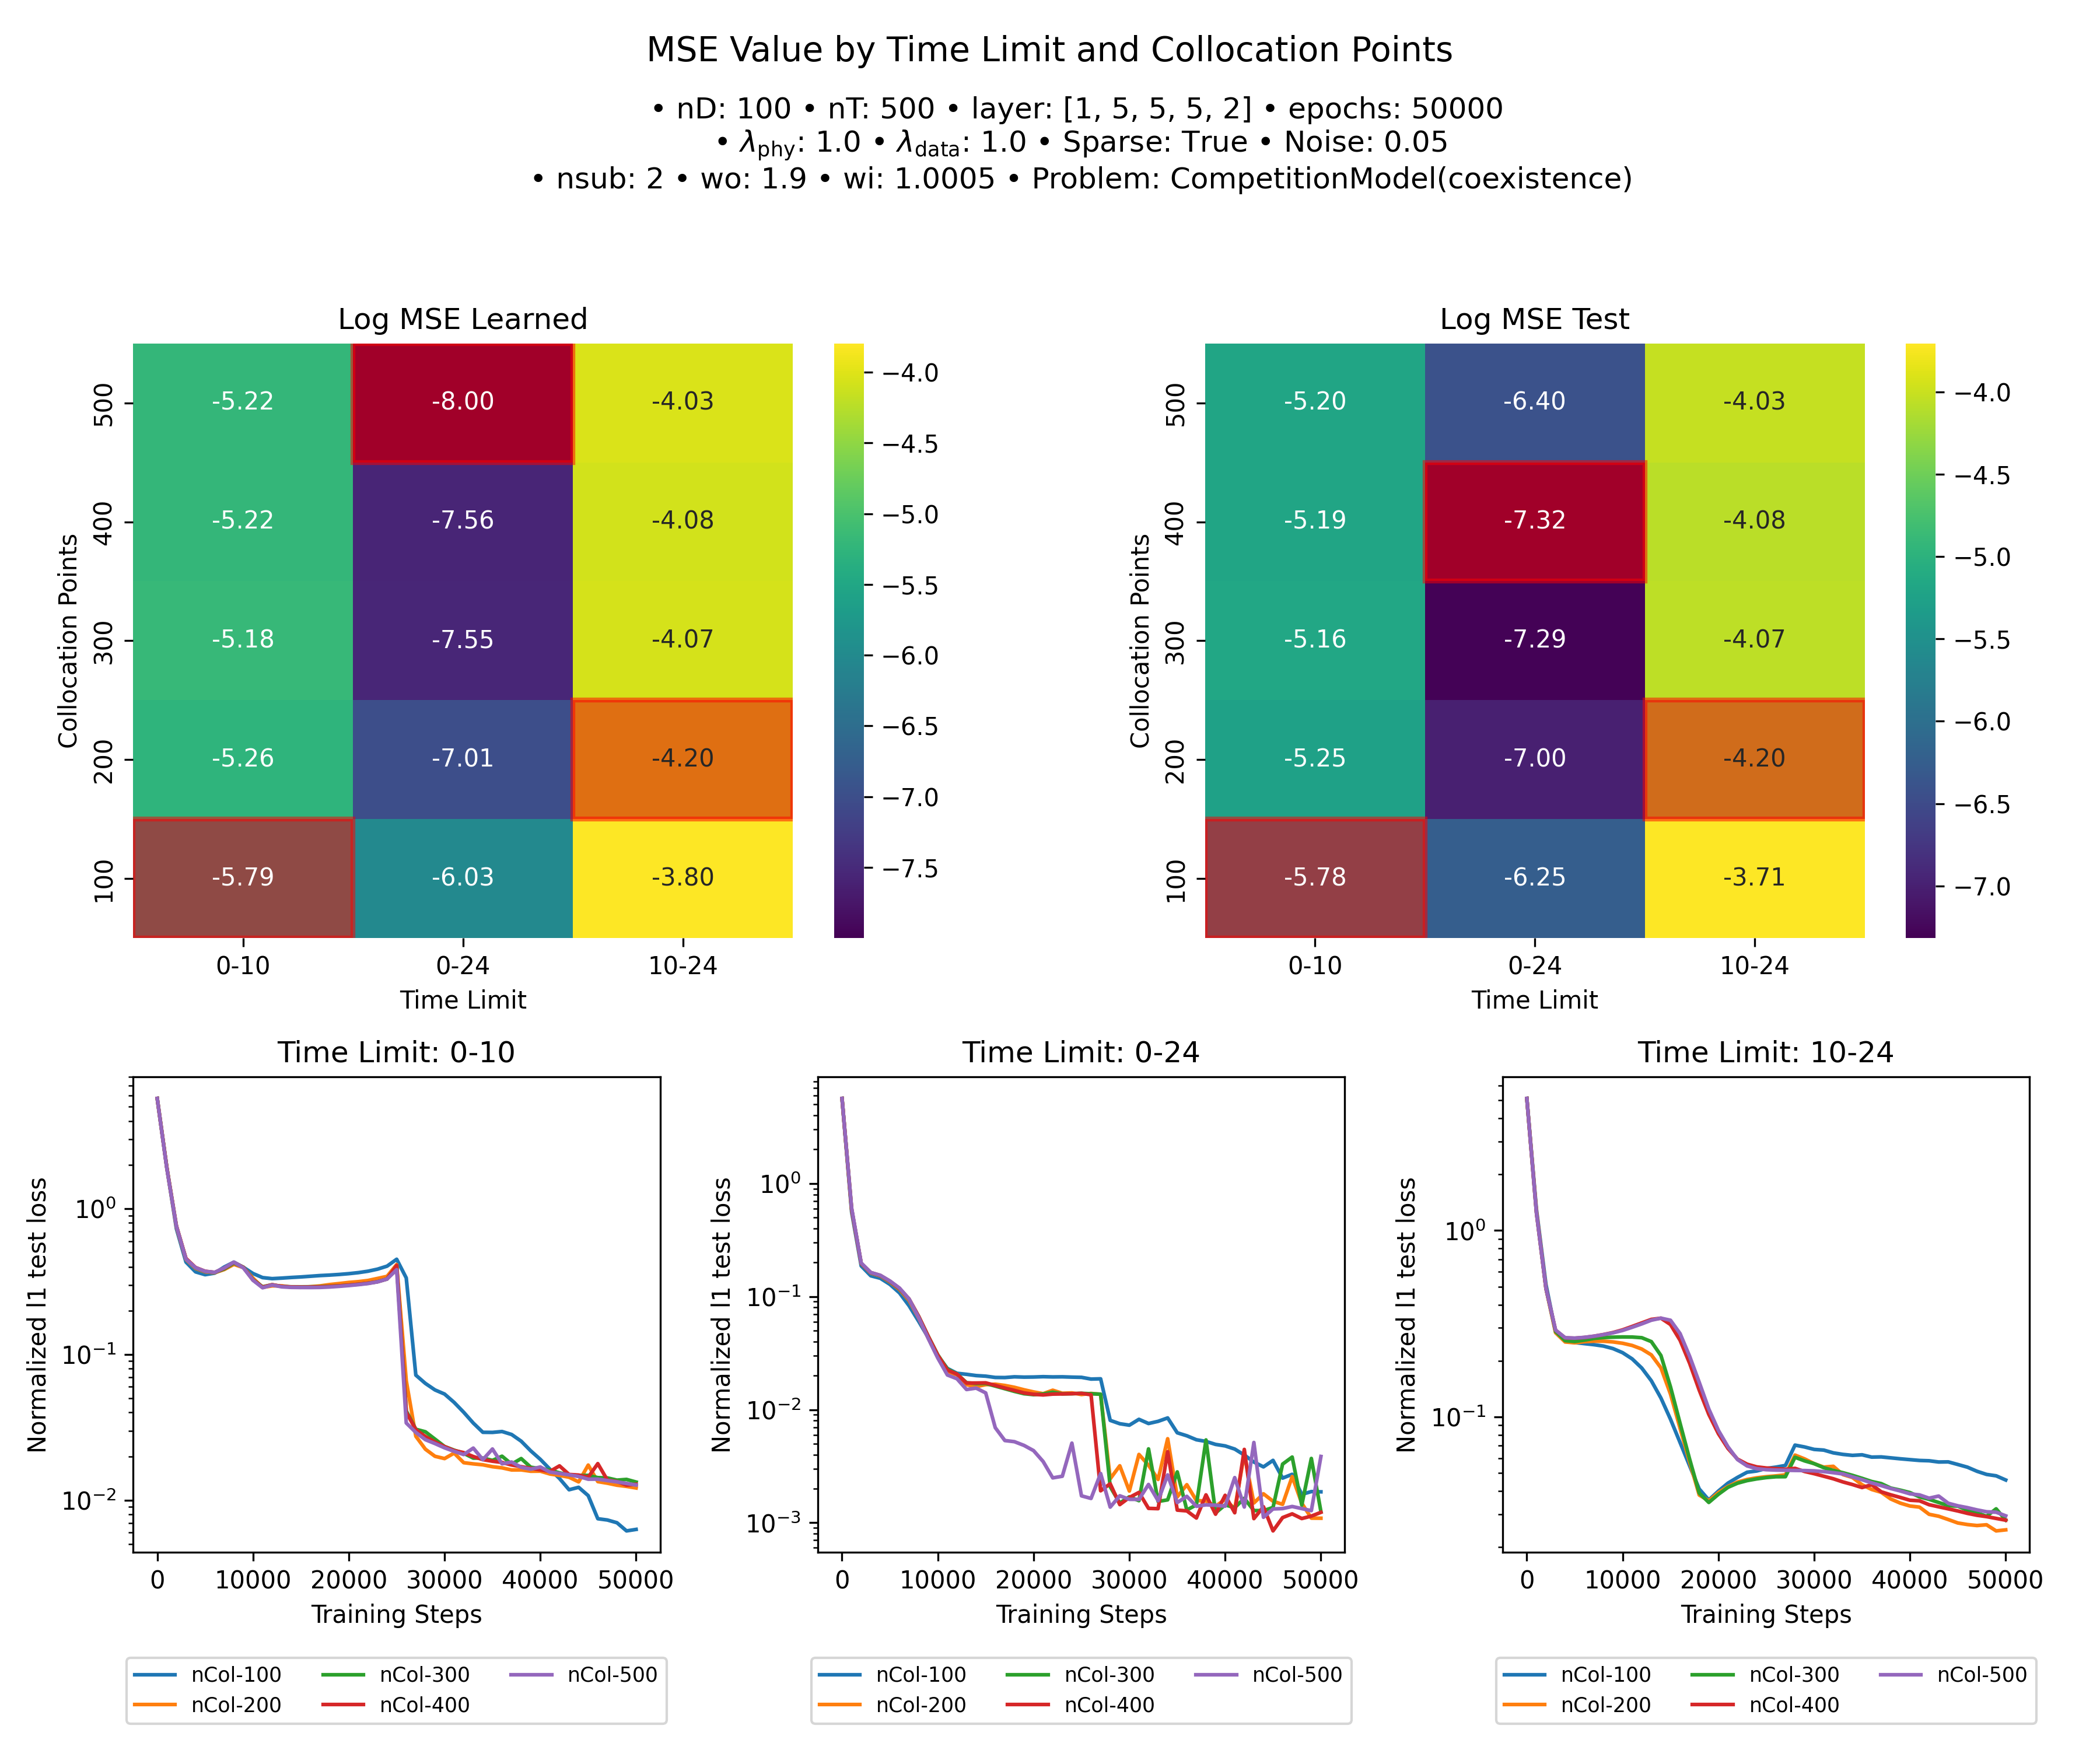 MSE Value by Time Limit and Collocation Points
• nD: 100 • nT: 500 • layer: [1, 5, 5, 5, 2] • epochs: 50000
• λphy: 1.0 • λdata: 1.0 • Sparse: True • Noise: 0.05
• nsub: 2 • wo: 1.9 • wi: 1.0005 • Problem: CompetitionModel(coexistence)
Log MSE Learned
Collocation Points
500
400
300
200
100
-5.22 -8.00 -4.03
-5.22 -7.56 -4.08
-5.18 -7.55 -4.07
-5.26 -7.01 -4.20
-5.79 -6.03 -3.80
0-10 0-24 10-24
Time Limit
−4.0
−4.5
−5.0
−5.5
−6.0
−6.5
−7.0
−7.5
Log MSE Test
Collocation Points
500
400
300
200
100
-5.20 -6.40 -4.03
-5.19 -7.32 -4.08
-5.16 -7.29 -4.07
-5.25 -7.00 -4.20
-5.78 -6.25 -3.71
0-10 0-24 10-24
Time Limit
−4.0
−4.5
−5.0
−5.5
−6.0
−6.5
−7.0
Time Limit: 0-10
Normalized l1 test loss
10⁰
10⁻¹
10⁻²
0 10000 20000 30000 40000 50000
Training Steps
nCol-100 nCol-300 nCol-500
nCol-200 nCol-400
Time Limit: 0-24
Normalized l1 test loss
10⁰
10⁻¹
10⁻²
10⁻³
0 10000 20000 30000 40000 50000
Training Steps
nCol-100 nCol-300 nCol-500
nCol-200 nCol-400
Time Limit: 10-24
Normalized l1 test loss
10⁰
10⁻¹
0 10000 20000 30000 40000 50000
Training Steps
nCol-100 nCol-300 nCol-500
nCol-200 nCol-400